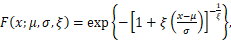 F(x; μ, σ, ξ) = exp{−[1 + ξ((x−μ)/σ)]^(−1/ξ)},